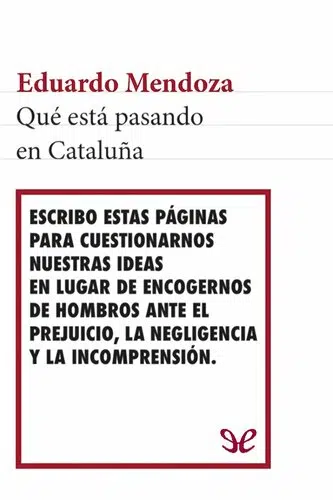 Eduardo Mendoza
Qué está pasando
en Cataluña
ESCRIBO ESTAS PÁGINAS
PARA CUESTIONARNOS
NUESTRAS IDEAS
EN LUGAR DE ENCOGERNOS
DE HOMBROS ANTE EL
PREJUICIO, LA NEGLIGENCIA
Y LA INCOMPRENSIÓN.